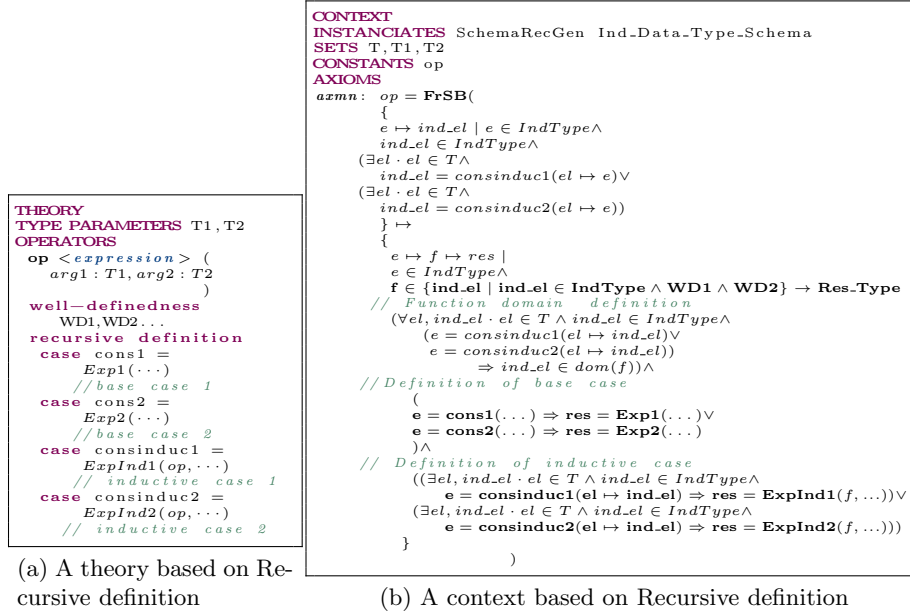 THEORY
TYPE PARAMETERS T1, T2
OPERATORS
op <expression> (
arg1 : T1, arg2 : T2
)
well−definedness
WD1, WD2 ...
recursive definition
case cons1 =
Exp1(···)
//base case 1
case cons2 =
Exp2(···)
//base case 2
case consinduc1 =
ExpInd1(op, ···)
// inductive case 1
case consinduc2 =
ExpInd2(op, ···)
// inductive case 2
(a) A theory based on Re-
cursive definition
CONTEXT
INSTANCIATES SchemaRecGen Ind_Data_Type_Schema
SETS T, T1, T2
CONSTANTS op
AXIOMS
axmn : op = FrSB(
{
e ↦ ind_el | e ∈ IndType∧
ind_el ∈ IndType∧
(∃el · el ∈ T∧
ind_el = consinduc1(el ↦ e)∨
(∃el · el ∈ T∧
ind_el = consinduc2(el ↦ e))
} ↦
{
e ↦ f ↦ res |
e ∈ IndType∧
f ∈ {ind_el | ind_el ∈ IndType ∧ WD1 ∧ WD2} → Res_Type
// Function domain definition
(∀el, ind_el · el ∈ T ∧ ind_el ∈ IndType∧
(e = consinduc1(el ↦ ind_el)∨
e = consinduc2(el ↦ ind_el))
⇒ ind_el ∈ dom(f))∧
//Definition of base case
(
e = cons1(...) ⇒ res = Exp1(...)∨
e = cons2(...) ⇒ res = Exp2(...)
)∧
// Definition of inductive case
((∃el, ind_el · el ∈ T ∧ ind_el ∈ IndType∧
e = consinduc1(el ↦ ind_el) ⇒ res = ExpInd1(f, ...))∨
(∃el, ind_el · el ∈ T ∧ ind_el ∈ IndType∧
e = consinduc2(el ↦ ind_el) ⇒ res = ExpInd2(f, ...)))
}
)
(b) A context based on Recursive definition